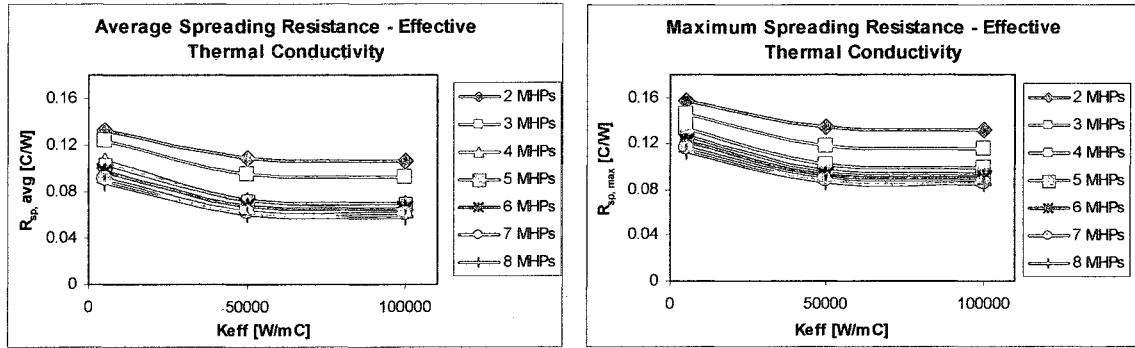 Average Spreading Resistance - Effective
Thermal Conductivity
R_sp, avg [C/W]
0.16
0.12
0.08
0.04
0
0
50000
100000
Keff [W/mC]
2 MHPs
3 MHPs
4 MHPs
5 MHPs
6 MHPs
7 MHPs
8 MHPs
Maximum Spreading Resistance - Effective
Thermal Conductivity
R_sp, max [C/W]
0.16
0.12
0.08
0.04
0
0
50000
100000
Keff [W/mC]
2 MHPs
3 MHPs
4 MHPs
5 MHPs
6 MHPs
7 MHPs
8 MHPs